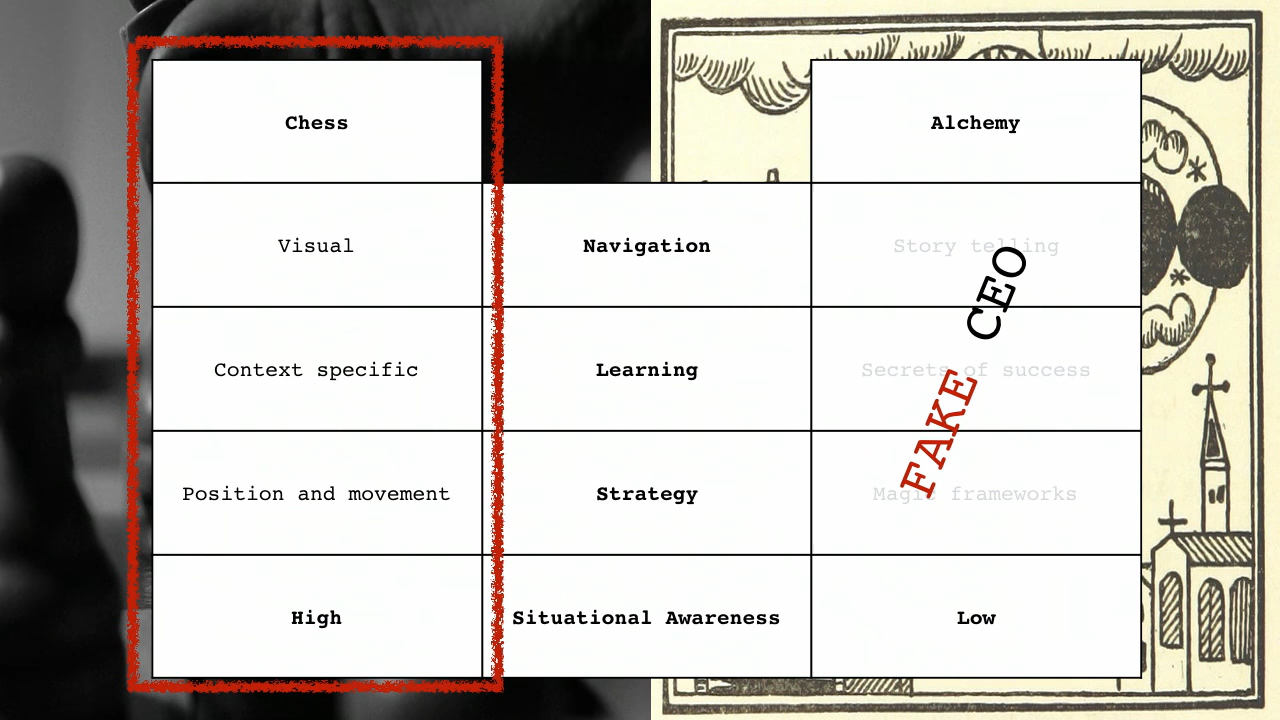 Chess
Alchemy
Visual
Navigation
Story telling
Context specific
Learning
Secrets of success
Position and movement
Strategy
Magic frameworks
High
Situational Awareness
Low
FAKE CEO